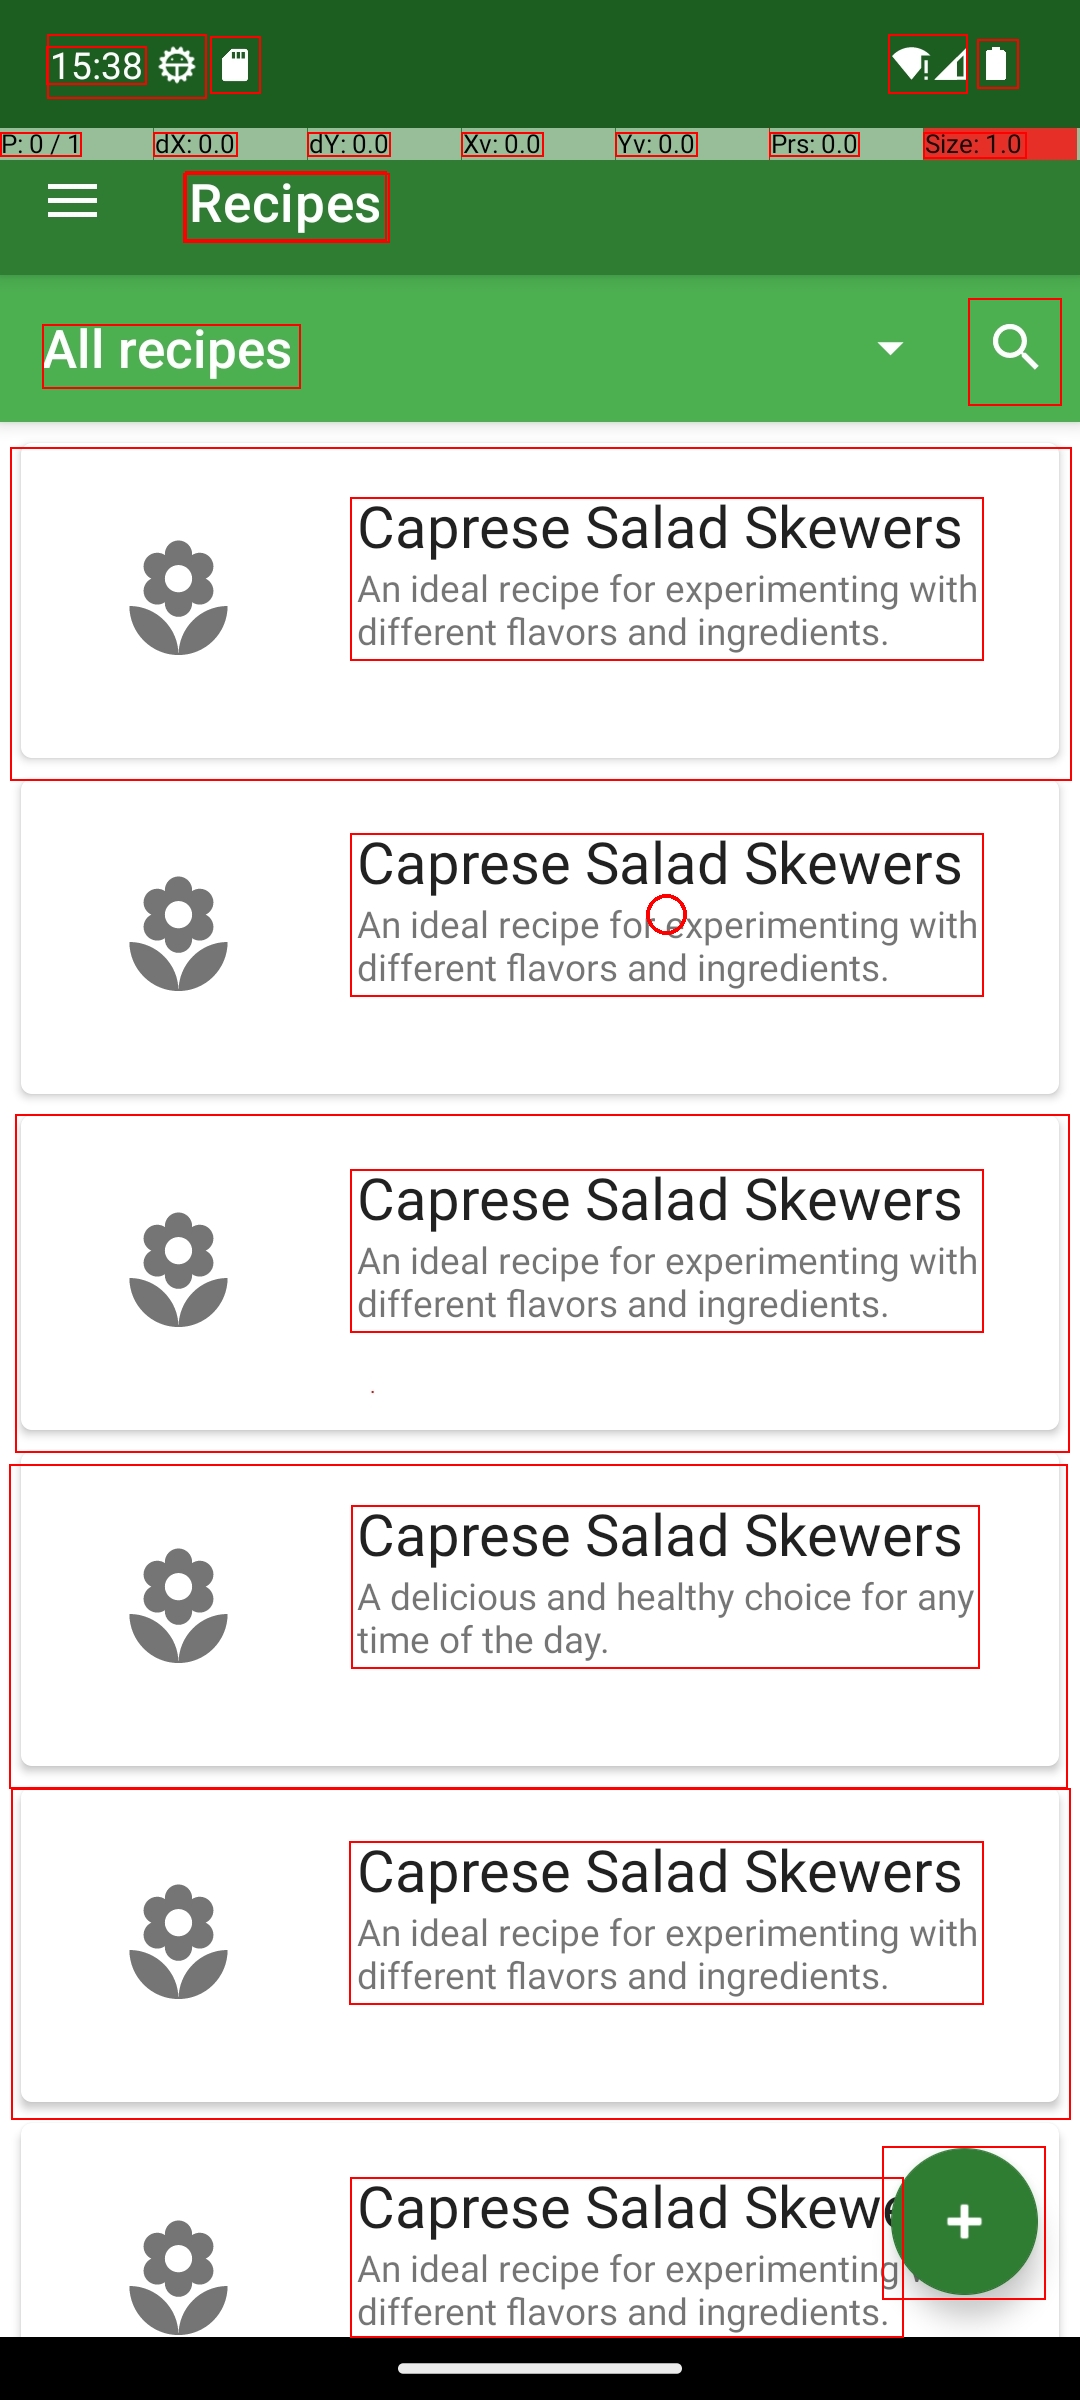 15:38
P: 0 / 1 dX: 0.0 dY: 0.0 Xv: 0.0 Yv: 0.0 Prs: 0.0 Size: 1.0
Recipes
All recipes
Caprese Salad Skewers
An ideal recipe for experimenting with
different flavors and ingredients.
Caprese Salad Skewers
An ideal recipe for experimenting with
different flavors and ingredients.
Caprese Salad Skewers
An ideal recipe for experimenting with
different flavors and ingredients.
Caprese Salad Skewers
A delicious and healthy choice for any
time of the day.
Caprese Salad Skewers
An ideal recipe for experimenting with
different flavors and ingredients.
Caprese Salad Skewe
An ideal recipe for experimenting
different flavors and ingredients.